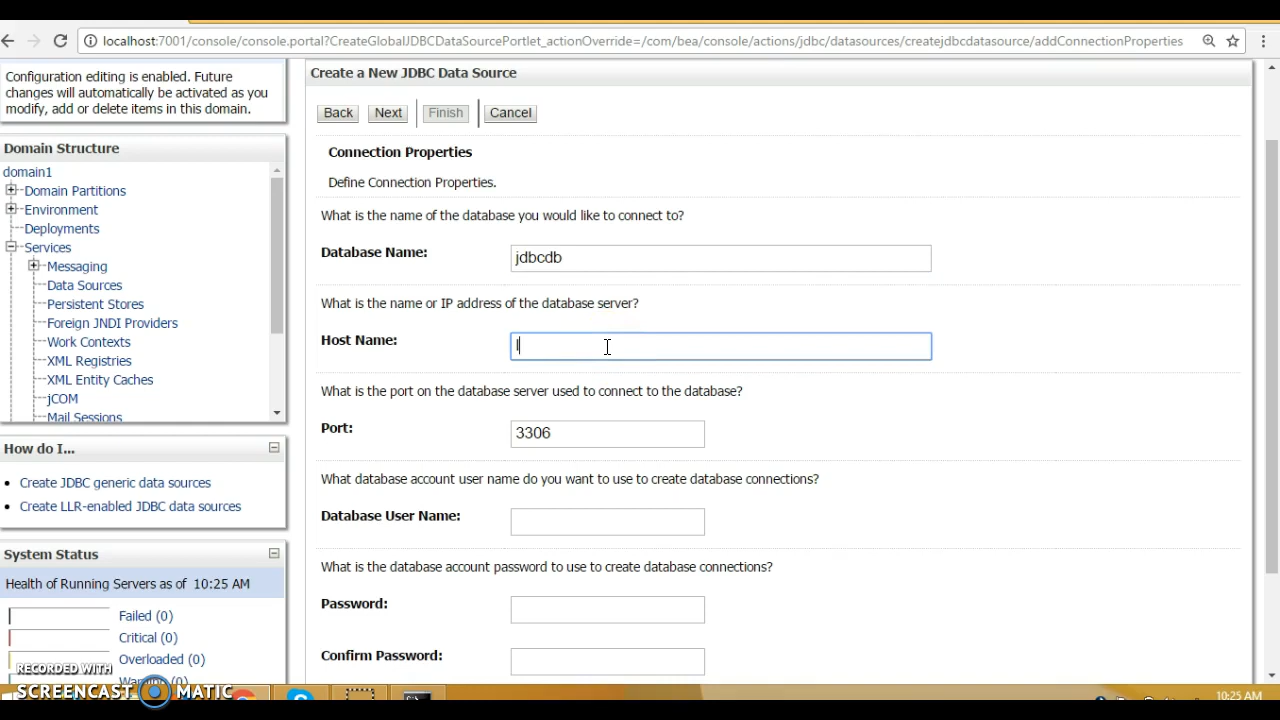 localhost:7001/console/console.portal?CreateGlobalJDBCDataSourcePortlet_actionOverride=/com/bea/console/actions/jdbc/datasources/createjdbcdatasource/addConnectionProperties
Configuration editing is enabled. Future
changes will automatically be activated as you
modify, add or delete items in this domain.
Domain Structure
domain1
Domain Partitions
Environment
Deployments
Services
Messaging
Data Sources
Persistent Stores
Foreign JNDI Providers
Work Contexts
XML Registries
XML Entity Caches
jCOM
Mail Sessions
How do I...
Create JDBC generic data sources
Create LLR-enabled JDBC data sources
System Status
Health of Running Servers as of 10:25 AM
Failed (0)
Critical (0)
Overloaded (0)
Create a New JDBC Data Source
Back Next Finish Cancel
Connection Properties
Define Connection Properties.
What is the name of the database you would like to connect to?
Database Name: jdbcdb
What is the name or IP address of the database server?
Host Name: l
What is the port on the database server used to connect to the database?
Port: 3306
What database account user name do you want to use to create database connections?
Database User Name:
What is the database account password to use to create database connections?
Password:
Confirm Password:
RECORDED WITH
SCREENCAST MATIC
10:25 AM